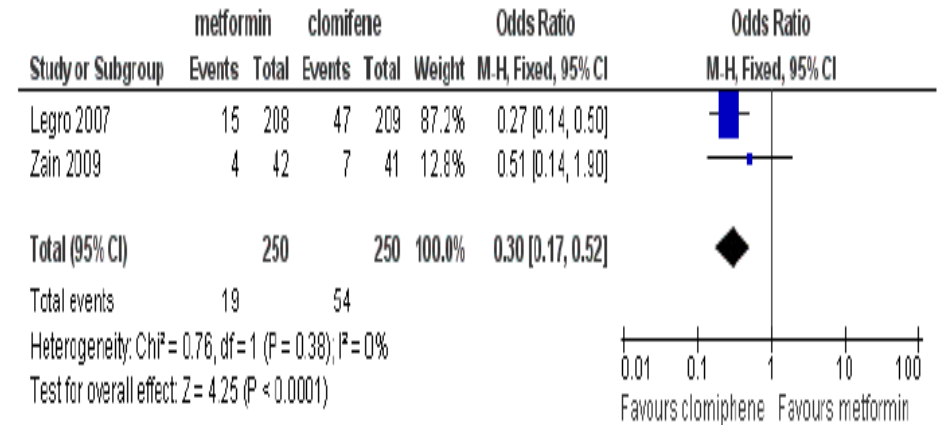 metformin clomifene Odds Ratio Odds Ratio
Study or Subgroup Events Total Events Total Weight M-H, Fixed, 95% CI M-H, Fixed, 95% CI
Legro 2007 15 208 47 209 87.2% 0.27 [0.14, 0.50]
Zain 2009 4 42 7 41 12.8% 0.51 [0.14, 1.90]
Total (95% CI) 250 250 100.0% 0.30 [0.17, 0.52]
Total events 19 54
Heterogeneity: Chi² = 0.76, df = 1 (P = 0.38); I² = 0%
Test for overall effect: Z = 4.25 (P < 0.0001)
0.01 0.1 1 10 100
Favours clomiphene Favours metformin